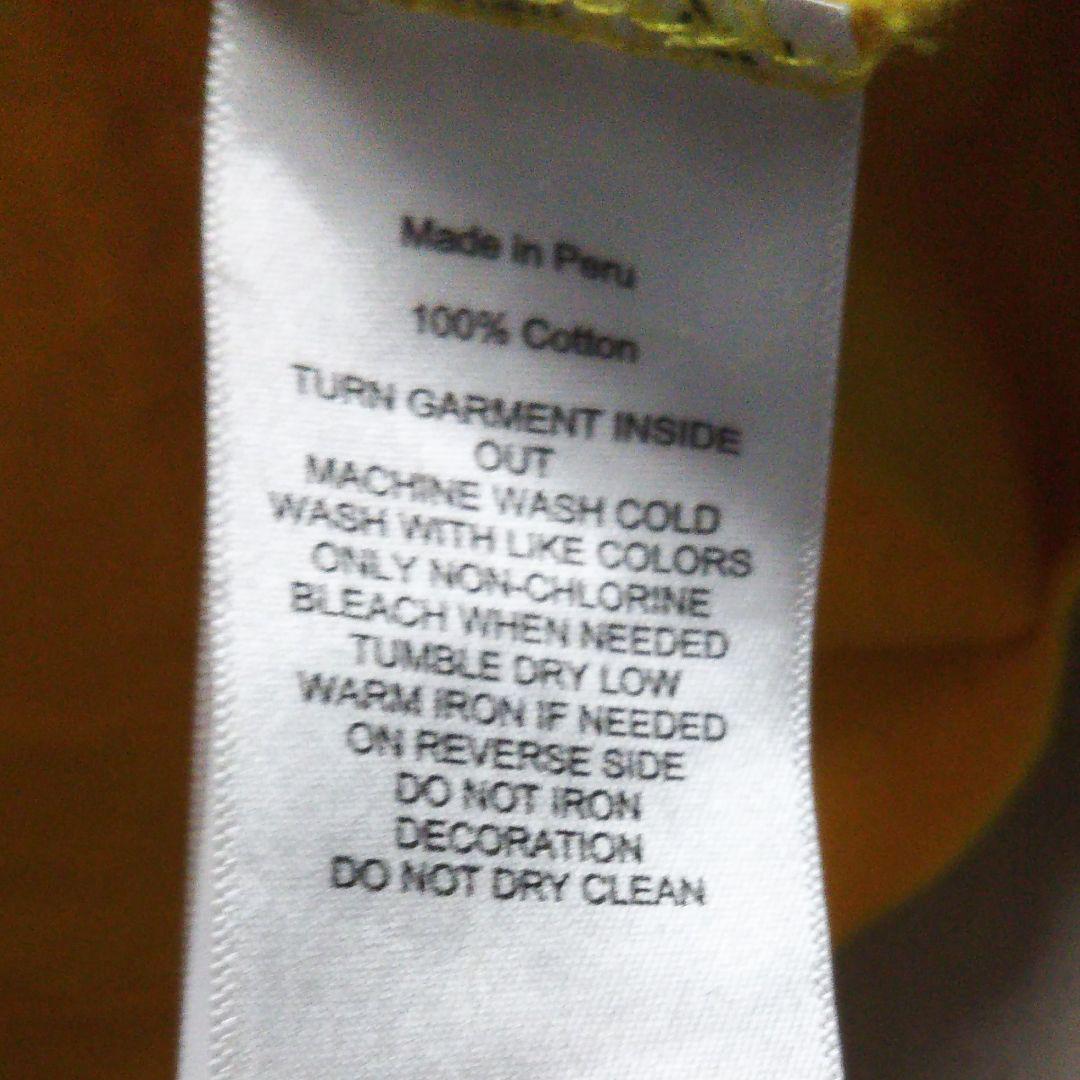 Made in Peru
100% Cotton
TURN GARMENT INSIDE
OUT
MACHINE WASH COLD
WASH WITH LIKE COLORS
ONLY NON-CHLORINE
BLEACH WHEN NEEDED
TUMBLE DRY LOW
WARM IRON IF NEEDED
ON REVERSE SIDE
DO NOT IRON
DECORATION
DO NOT DRY CLEAN